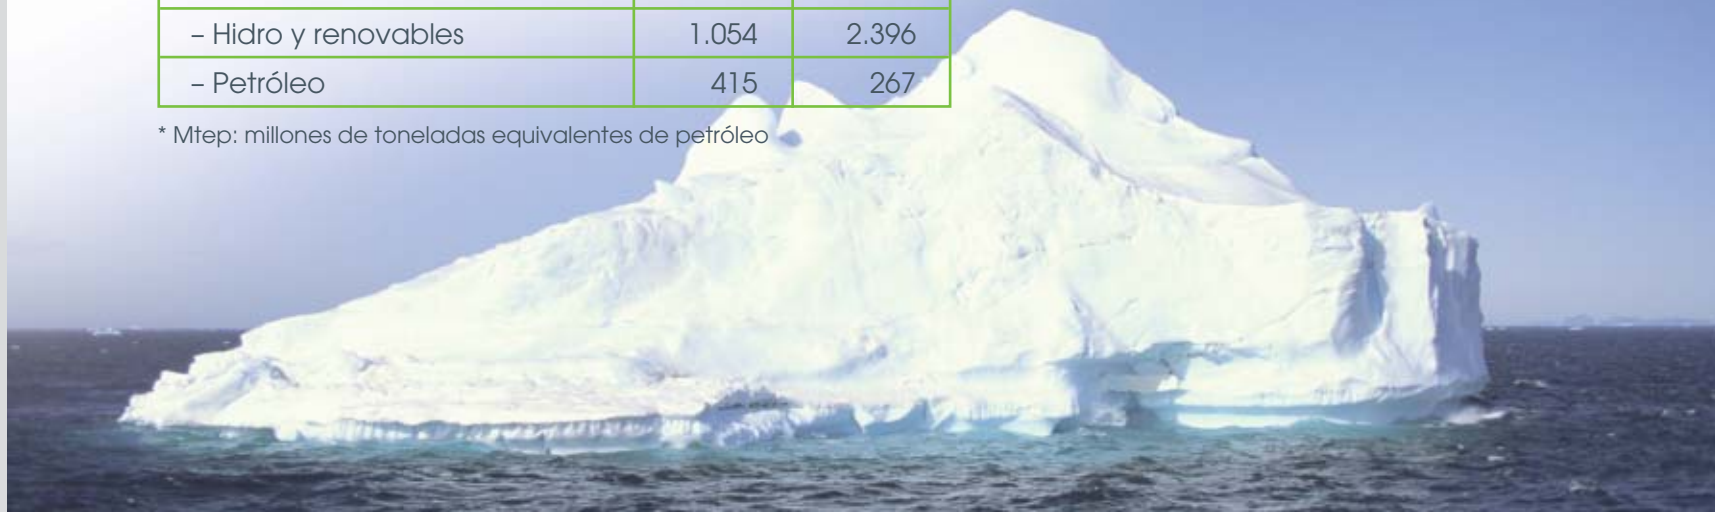 – Hidro y renovables 1.054 2.396
– Petróleo 415 267
* Mtep: millones de toneladas equivalentes de petróleo